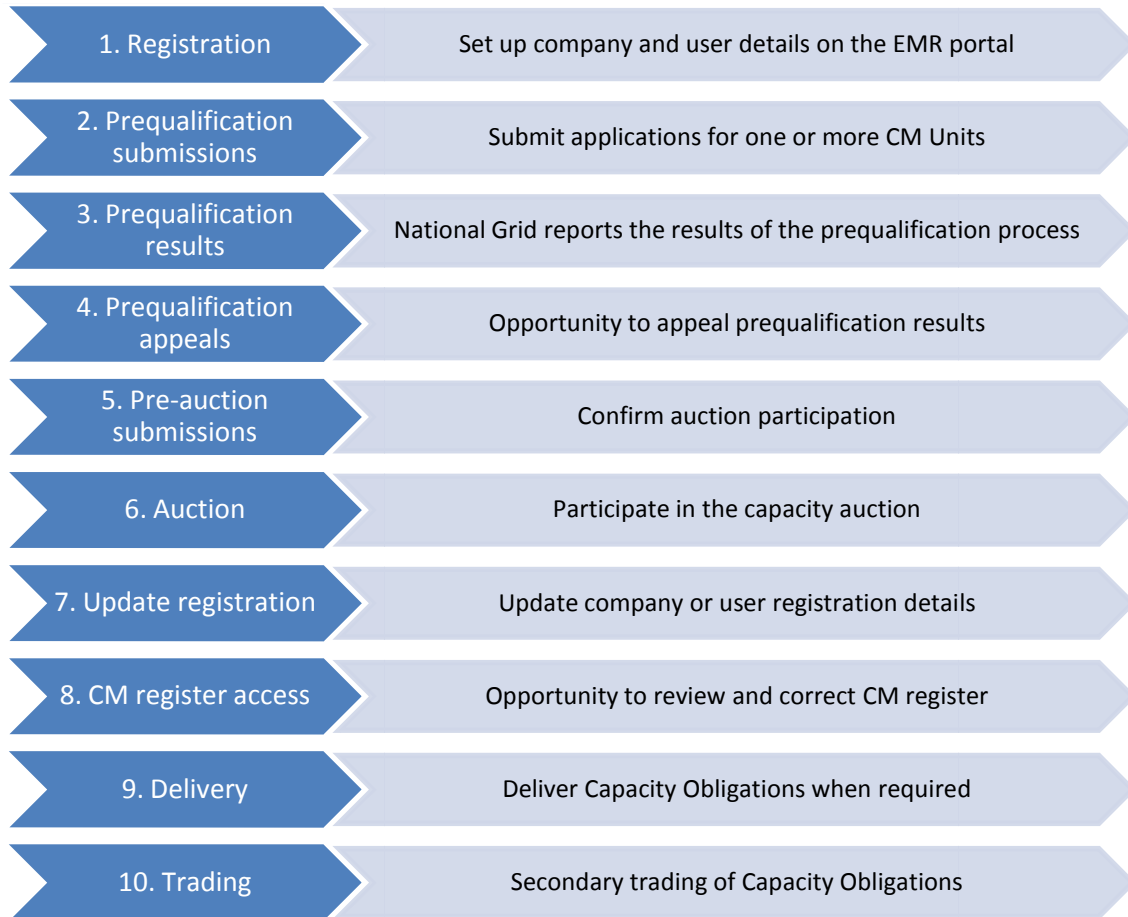 1. Registration
Set up company and user details on the EMR portal
2. Prequalification
submissions
Submit applications for one or more CM Units
3. Prequalification
results
National Grid reports the results of the prequalification process
4. Prequalification
appeals
Opportunity to appeal prequalification results
5. Pre-auction
submissions
Confirm auction participation
6. Auction
Participate in the capacity auction
7. Update registration
Update company or user registration details
8. CM register access
Opportunity to review and correct CM register
9. Delivery
Deliver Capacity Obligations when required
10. Trading
Secondary trading of Capacity Obligations